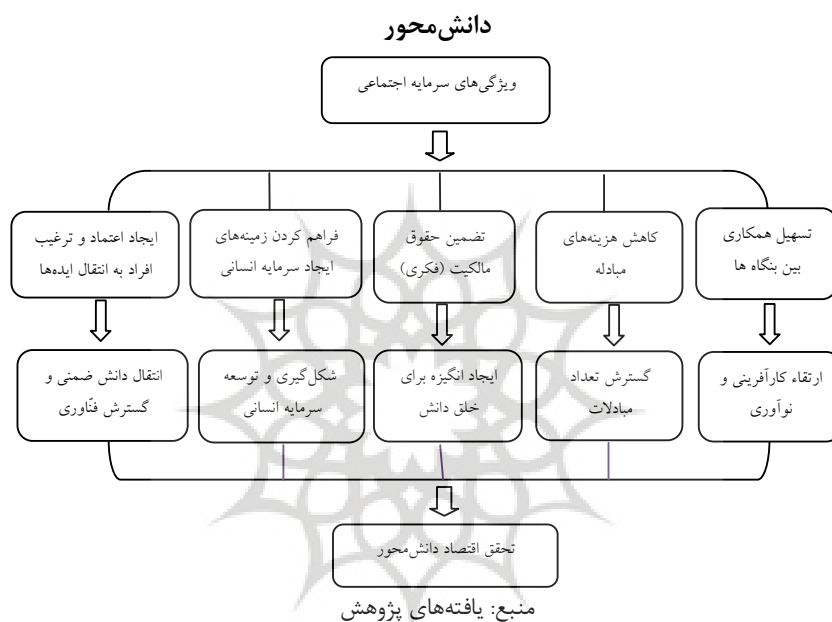 دانش‌محور
ویژگی‌های سرمایه اجتماعی
تسهیل همکاری
بین بنگاه ها
کاهش هزینه‌های
مبادله
تضمین حقوق
مالکیت (فکری)
فراهم کردن زمینه‌های
ایجاد سرمایه انسانی
ایجاد اعتماد و ترغیب
افراد به انتقال ایده‌ها
ارتقاء کارآفرینی و
نوآوری
گسترش تعداد
مبادلات
ایجاد انگیزه برای
خلق دانش
شکل‌گیری و توسعه
سرمایه انسانی
انتقال دانش ضمنی و
گسترش فنّاوری
تحقق اقتصاد دانش‌محور
منبع: یافته‌های پژوهش